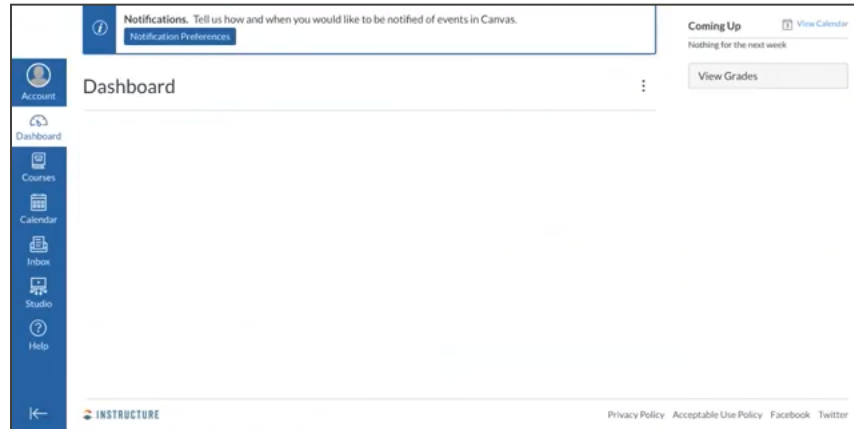 Notifications. Tell us how and when you would like to be notified of events in Canvas.
Notification Preferences
Coming Up
View Calendar
Nothing for the next week
View Grades
Account
Dashboard
Courses
Calendar
Inbox
Studio
Help
Dashboard
INSTRUCTURE
Privacy Policy Acceptable Use Policy Facebook Twitter